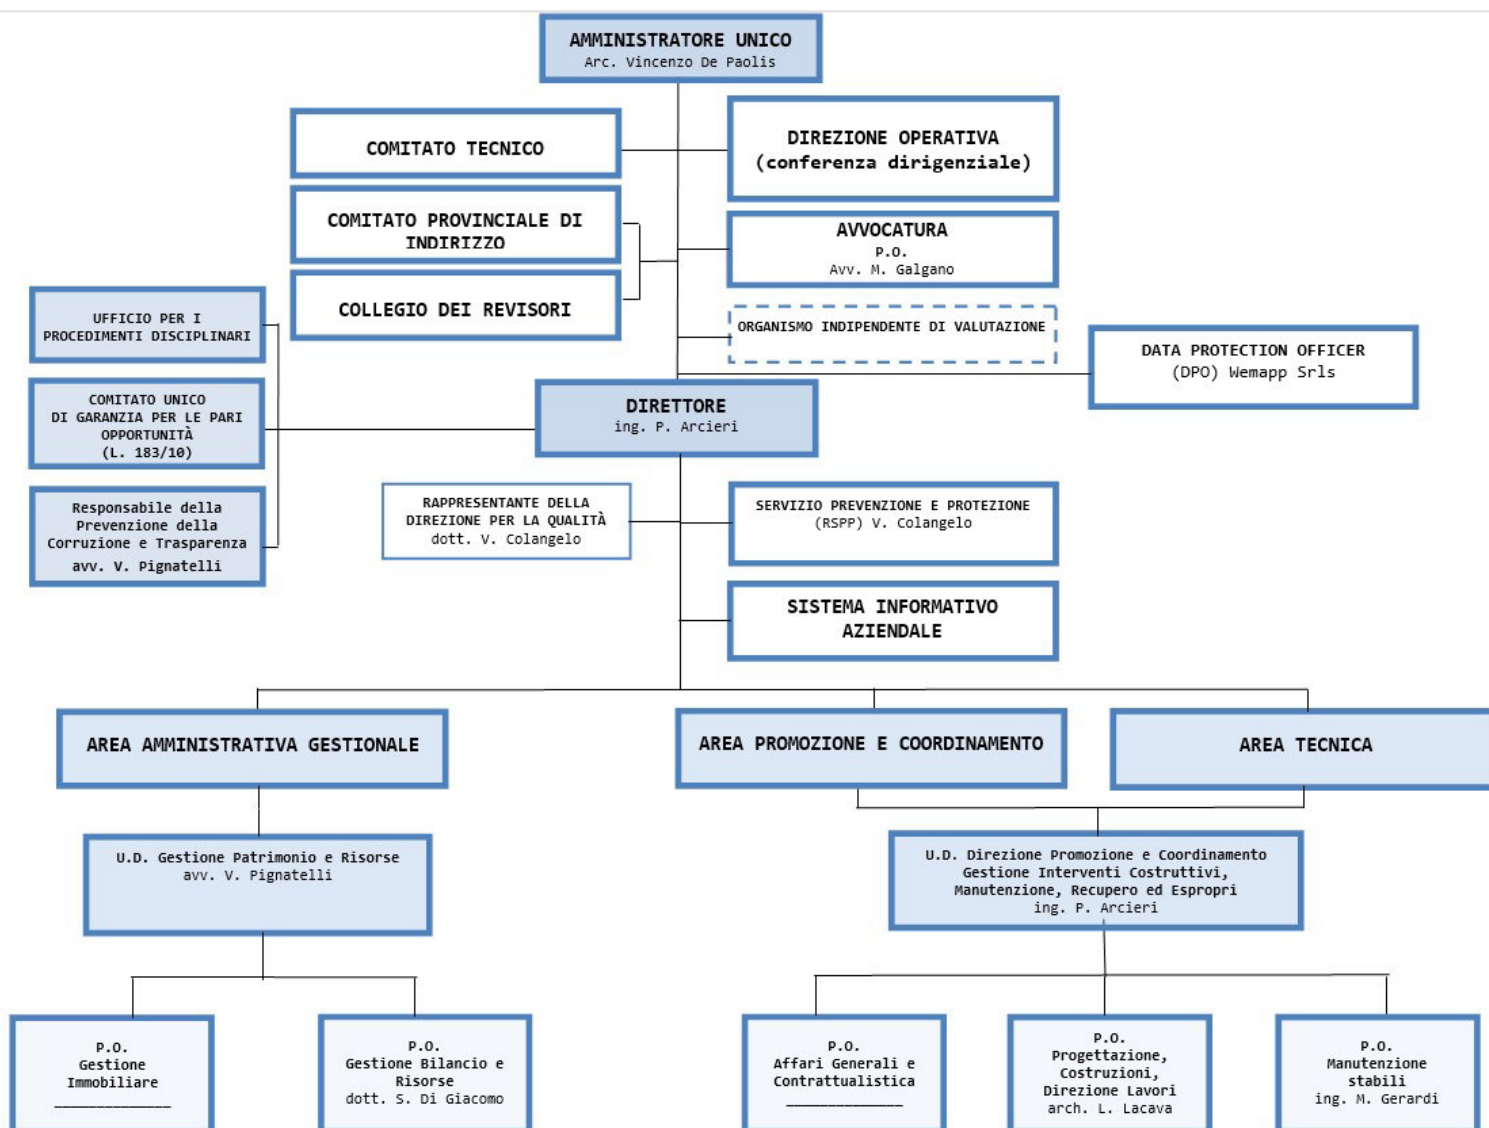 AMMINISTRATORE UNICO
Arc. Vincenzo De Paolis
COMITATO TECNICO
DIREZIONE OPERATIVA
(conferenza dirigenziale)
COMITATO PROVINCIALE DI
INDIRIZZO
AVVOCATURA
P.O.
Avv. M. Galgano
COLLEGIO DEI REVISORI
UFFICIO PER I
PROCEDIMENTI DISCIPLINARI
ORGANISMO INDIPENDENTE DI VALUTAZIONE
DATA PROTECTION OFFICER
(DPO) Wemapp Srls
COMITATO UNICO
DI GARANZIA PER LE PARI
OPPORTUNITÀ
(L. 183/10)
DIRETTORE
ing. P. Arcieri
Responsabile della
Prevenzione della
Corruzione e Trasparenza
avv. V. Pignatelli
RAPPRESENTANTE DELLA
DIREZIONE PER LA QUALITÀ
dott. V. Colangelo
SERVIZIO PREVENZIONE E PROTEZIONE
(RSPP) V. Colangelo
SISTEMA INFORMATIVO
AZIENDALE
AREA AMMINISTRATIVA GESTIONALE
AREA PROMOZIONE E COORDINAMENTO
AREA TECNICA
U.D. Gestione Patrimonio e Risorse
avv. V. Pignatelli
U.D. Direzione Promozione e Coordinamento
Gestione Interventi Costruttivi,
Manutenzione, Recupero ed Espropri
ing. P. Arcieri
P.O.
Gestione
Immobiliare
P.O.
Gestione Bilancio e
Risorse
dott. S. Di Giacomo
P.O.
Affari Generali e
Contrattualistica
P.O.
Progettazione,
Costruzioni,
Direzione Lavori
arch. L. Lacava
P.O.
Manutenzione
stabili
ing. M. Gerardi